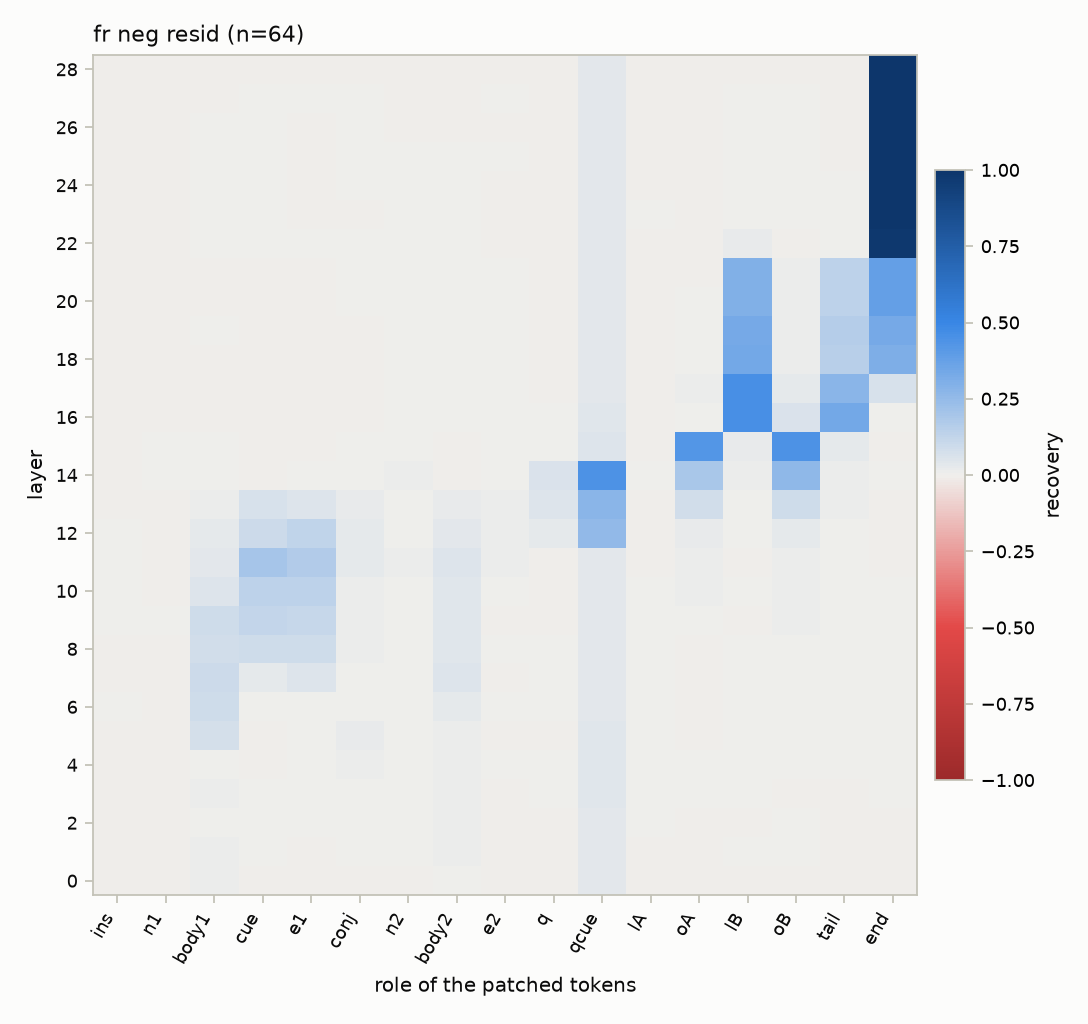 fr neg resid (n=64)
28
26
24
22
20
18
16
14
12
10
8
6
4
2
0
layer
ins
n1
body1
cue
e1
conj
n2
body2
e2
q
qcue
lA
oA
lB
oB
tail
end
role of the patched tokens
1.00
0.75
0.50
0.25
0.00
−0.25
−0.50
−0.75
−1.00
recovery